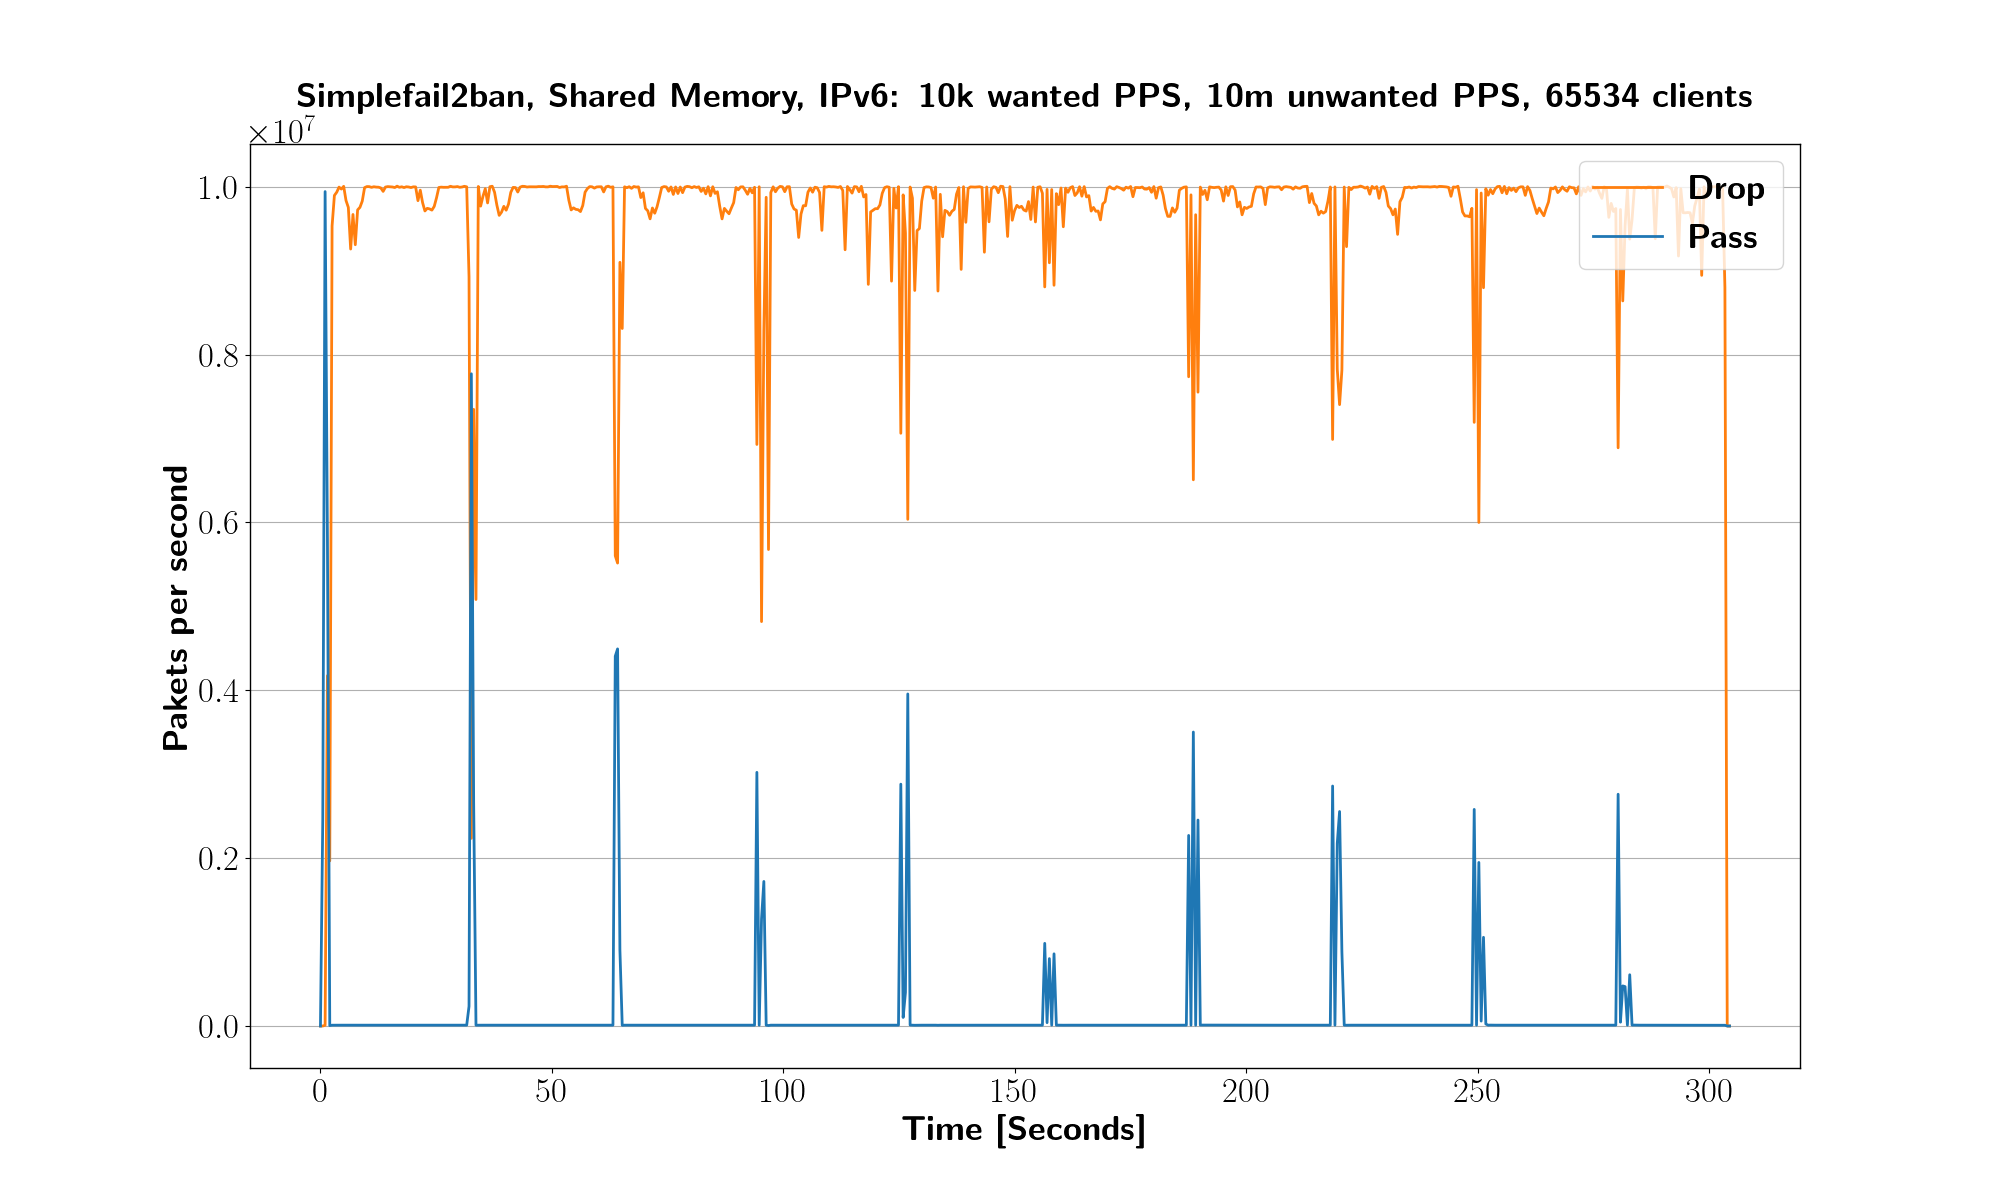 Simplefail2ban, Shared Memory, IPv6: 10k wanted PPS, 10m unwanted PPS, 65534 clients
×10⁷
1.0
0.8
0.6
0.4
0.2
0.0
Pakets per second
Drop
Pass
0 50 100 150 200 250 300
Time [Seconds]